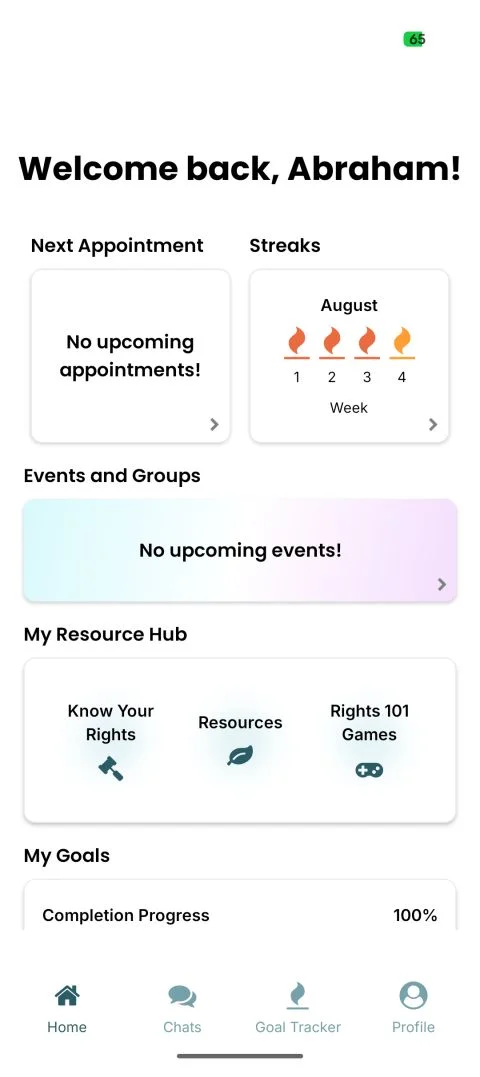 65
Welcome back, Abraham!
Next Appointment
Streaks
No upcoming
appointments!
August
1 2 3 4
Week
Events and Groups
No upcoming events!
My Resource Hub
Know Your
Rights
Resources
Rights 101
Games
My Goals
Completion Progress 100%
Home Chats Goal Tracker Profile